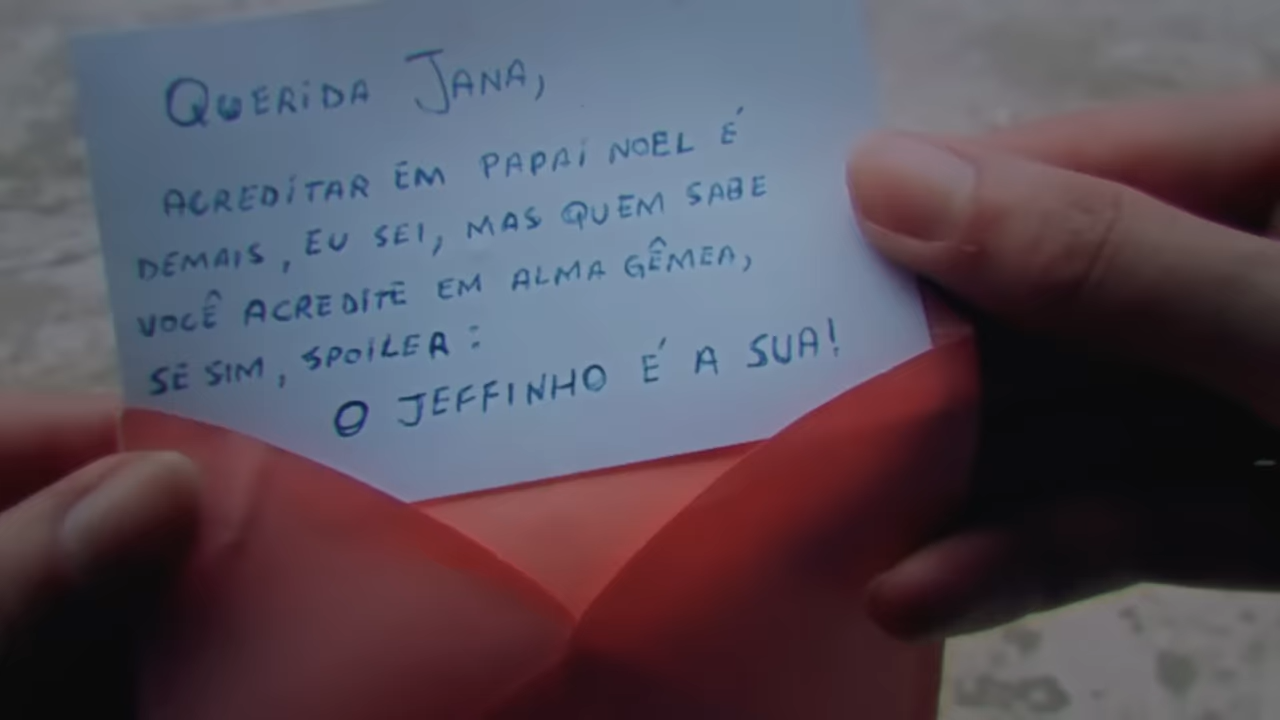 QUERiDA JANA,
ACREDiTAR EM PAPAi NOEL É
DEMAiS, EU SEI, MAS QUEM SABE
VOCÊ ACREDiTE EM ALMA GÊMEA,
SE SIM, SPOiLER:
O JEFFINHO É A SUA!